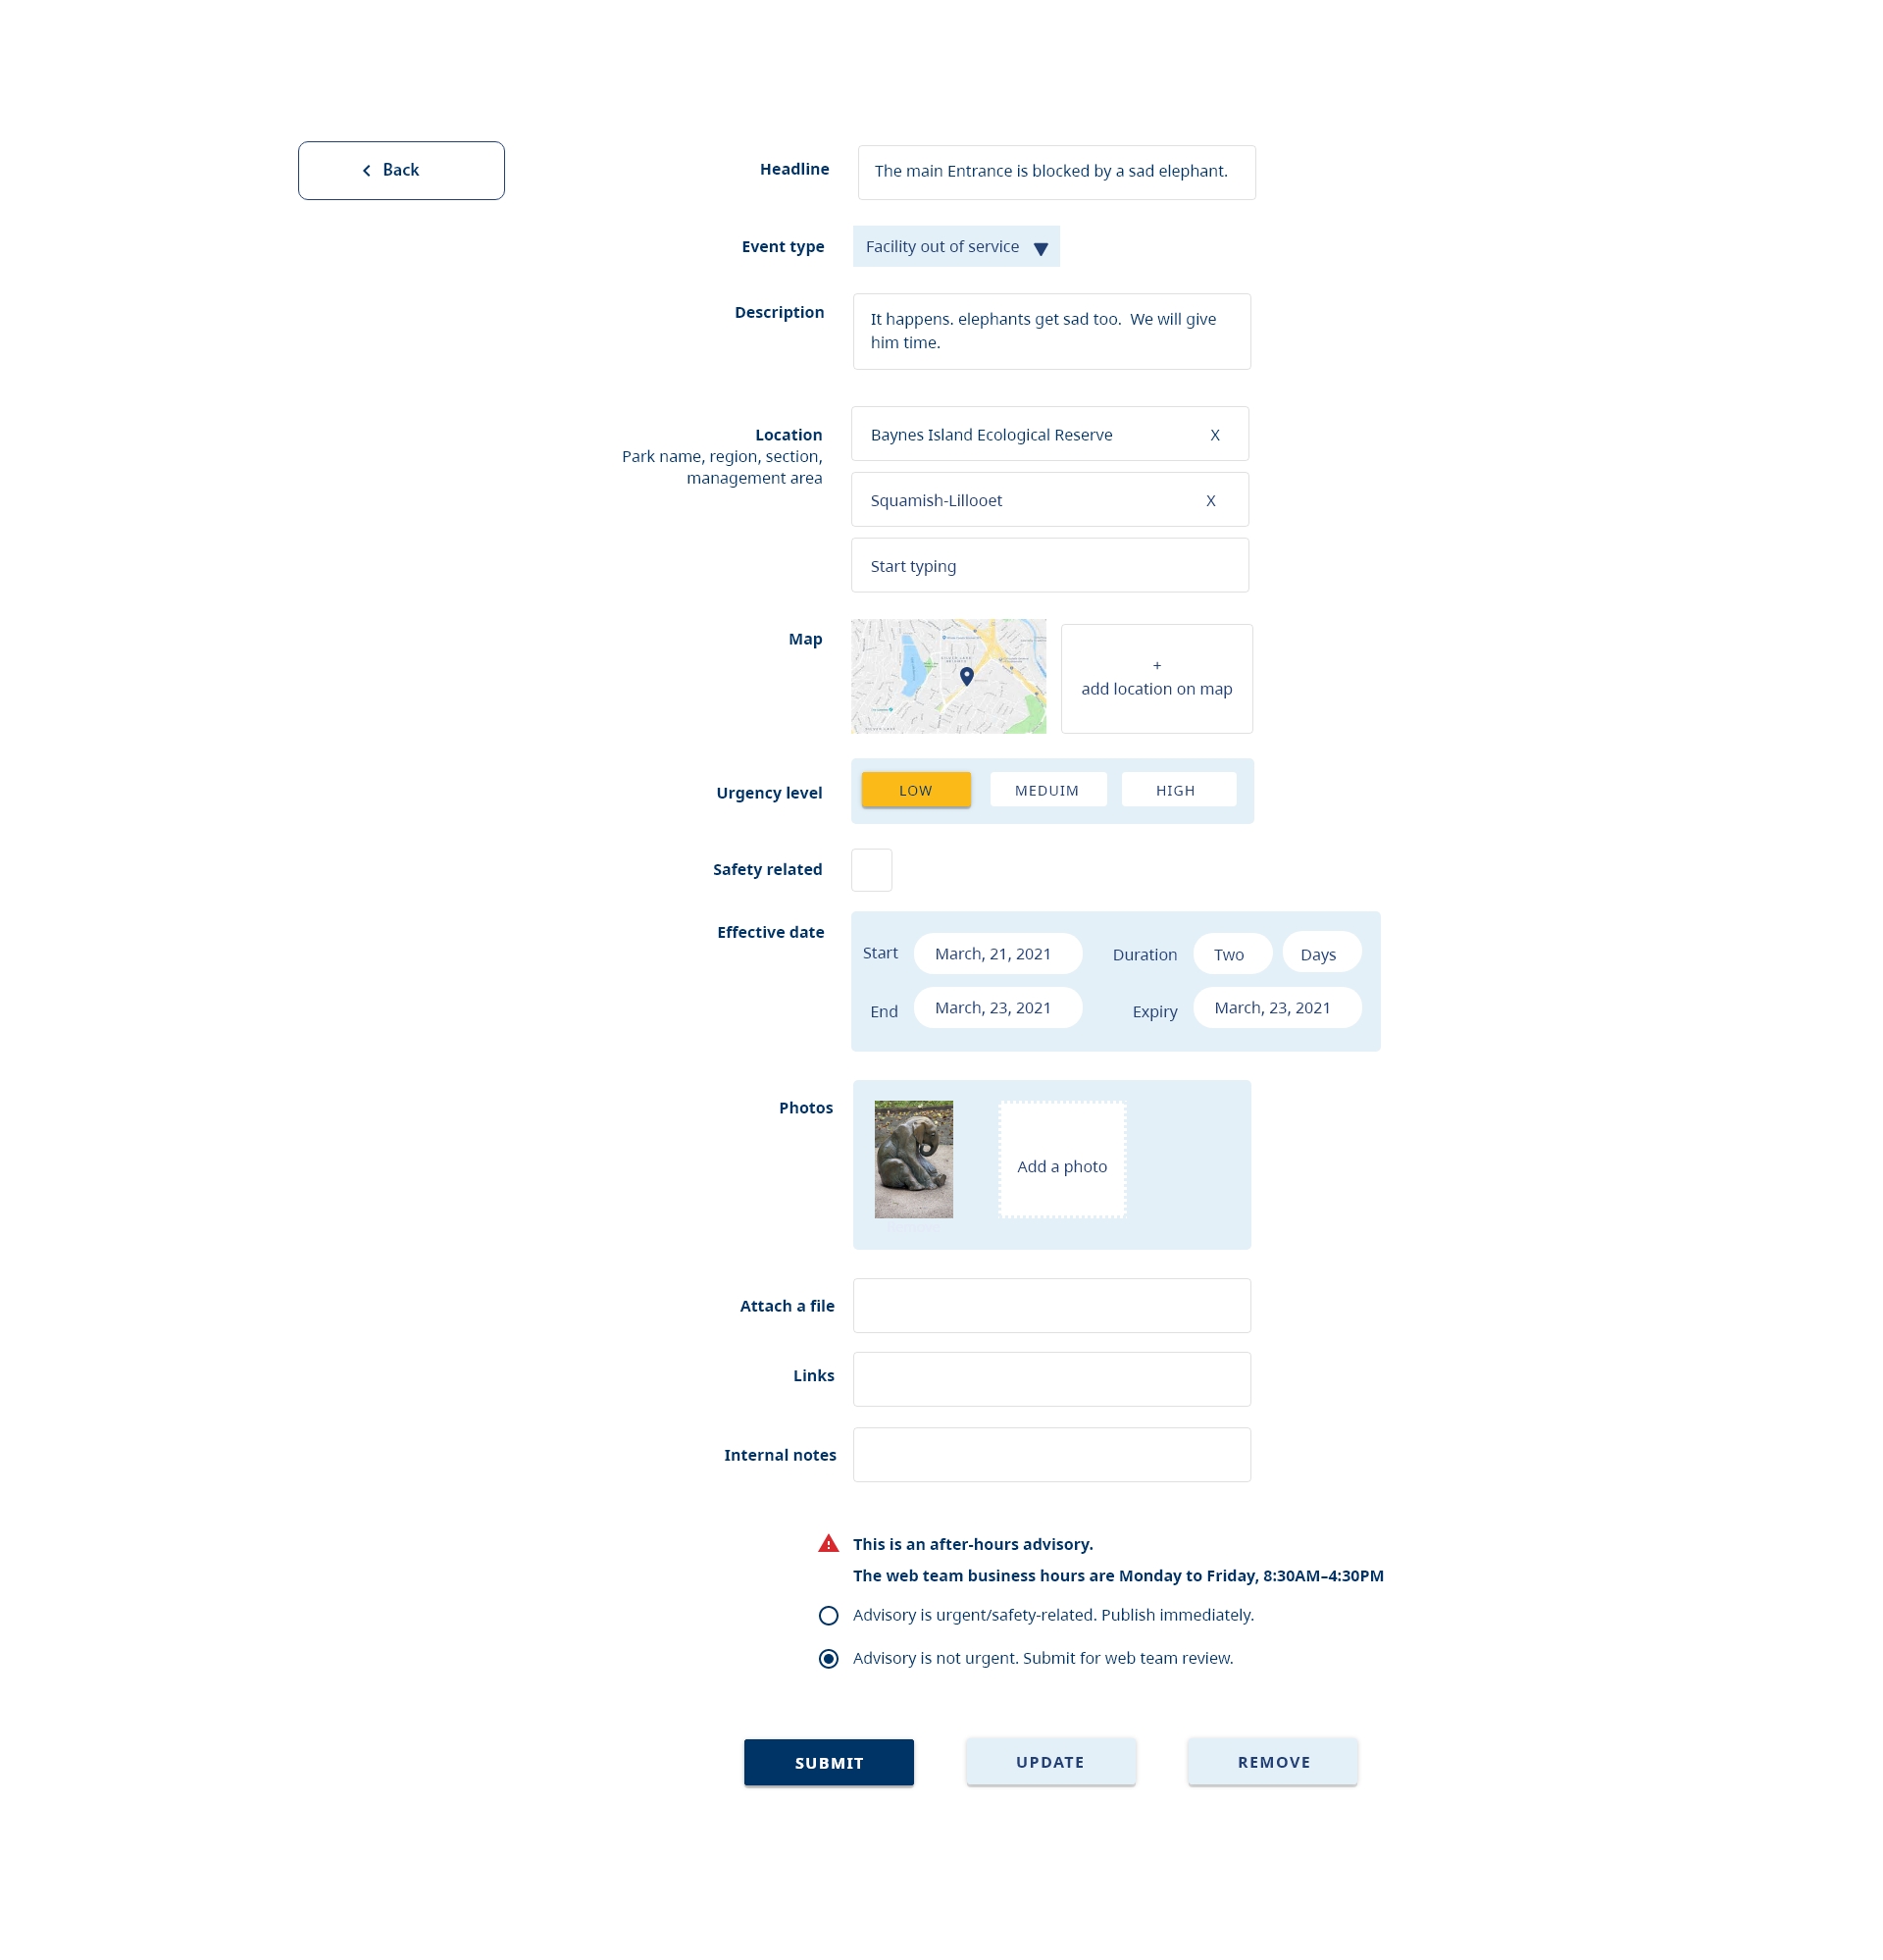 Back
Headline
The main Entrance is blocked by a sad elephant.
Event type
Facility out of service
Description
It happens. elephants get sad too.  We will give
him time.
Location
Park name, region, section,
management area
Baynes Island Ecological Reserve X
Squamish-Lillooet X
Start typing
Map
+
add location on map
Urgency level
LOW
MEDUIM
HIGH
Safety related
Effective date
Start
March, 21, 2021
Duration
Two
Days
End
March, 23, 2021
Expiry
March, 23, 2021
Photos
Add a photo
Attach a file
Links
Internal notes
This is an after-hours advisory.
The web team business hours are Monday to Friday, 8:30AM–4:30PM
Advisory is urgent/safety-related. Publish immediately.
Advisory is not urgent. Submit for web team review.
SUBMIT
UPDATE
REMOVE